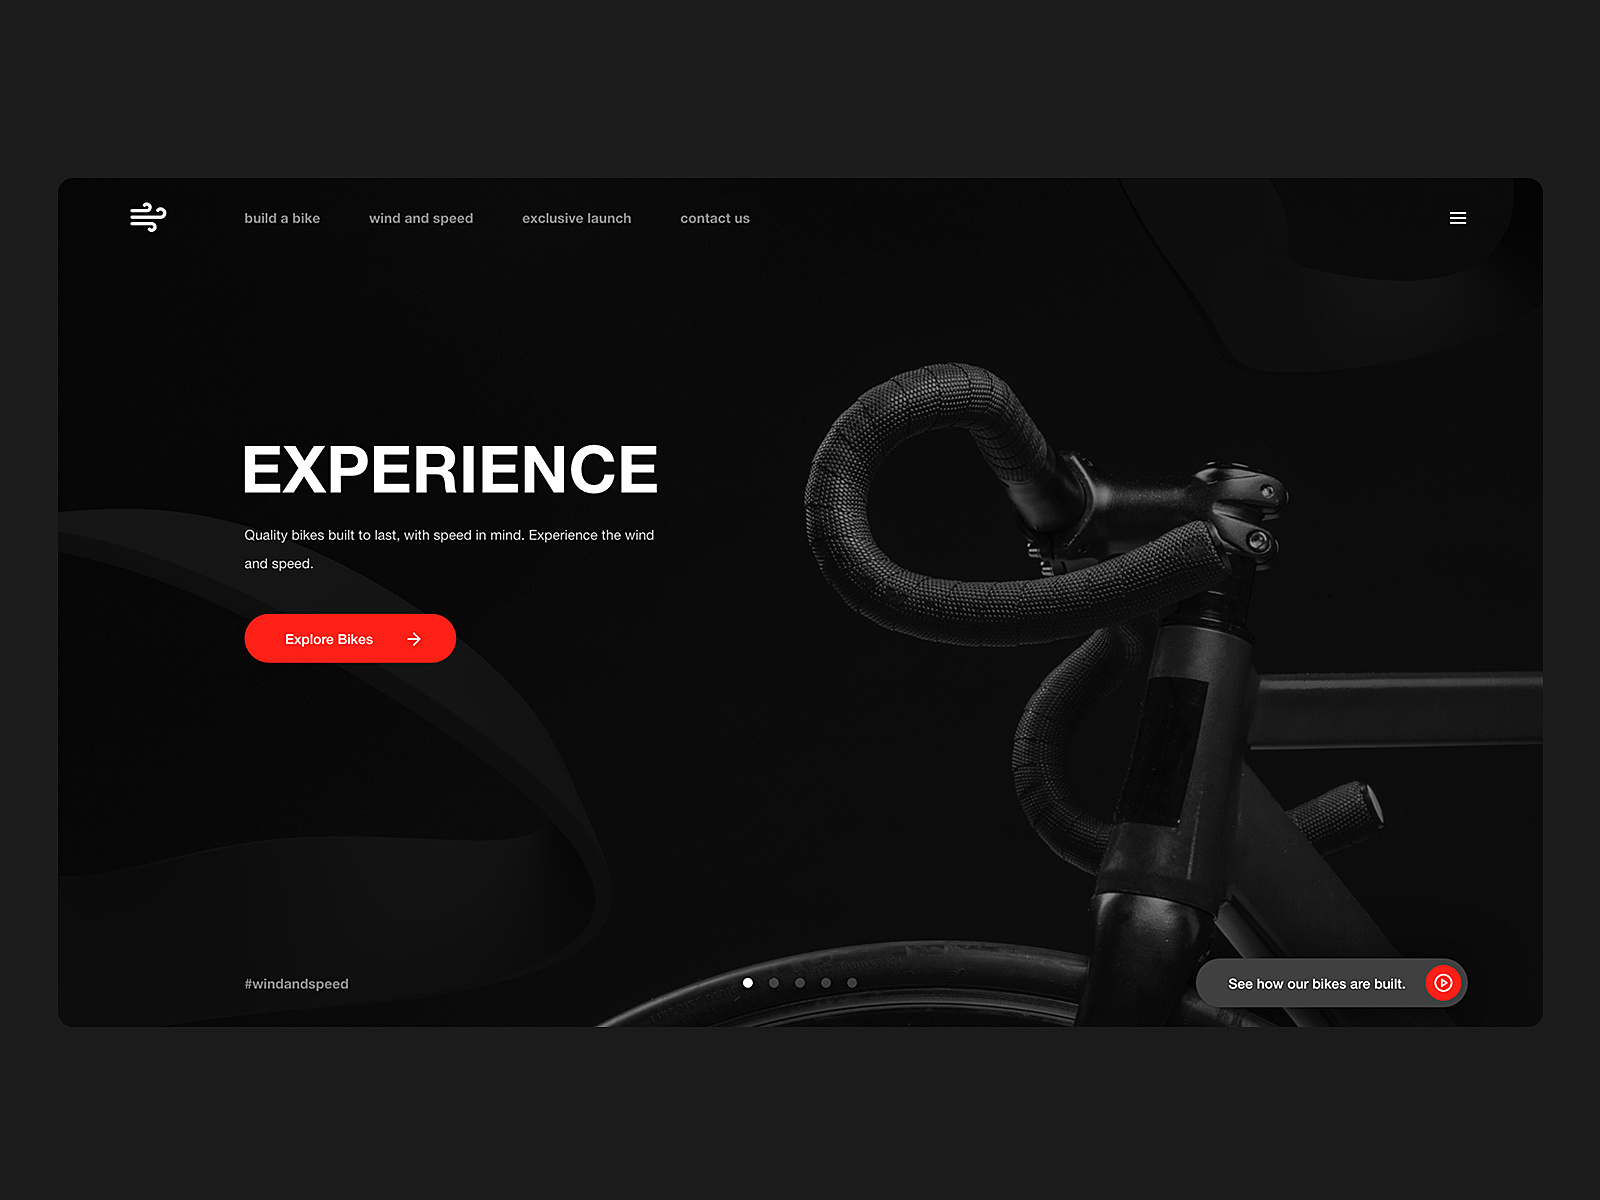 build a bike
wind and speed
exclusive launch
contact us
EXPERIENCE
Quality bikes built to last, with speed in mind. Experience the wind
and speed.
Explore Bikes
#windandspeed
See how our bikes are built.